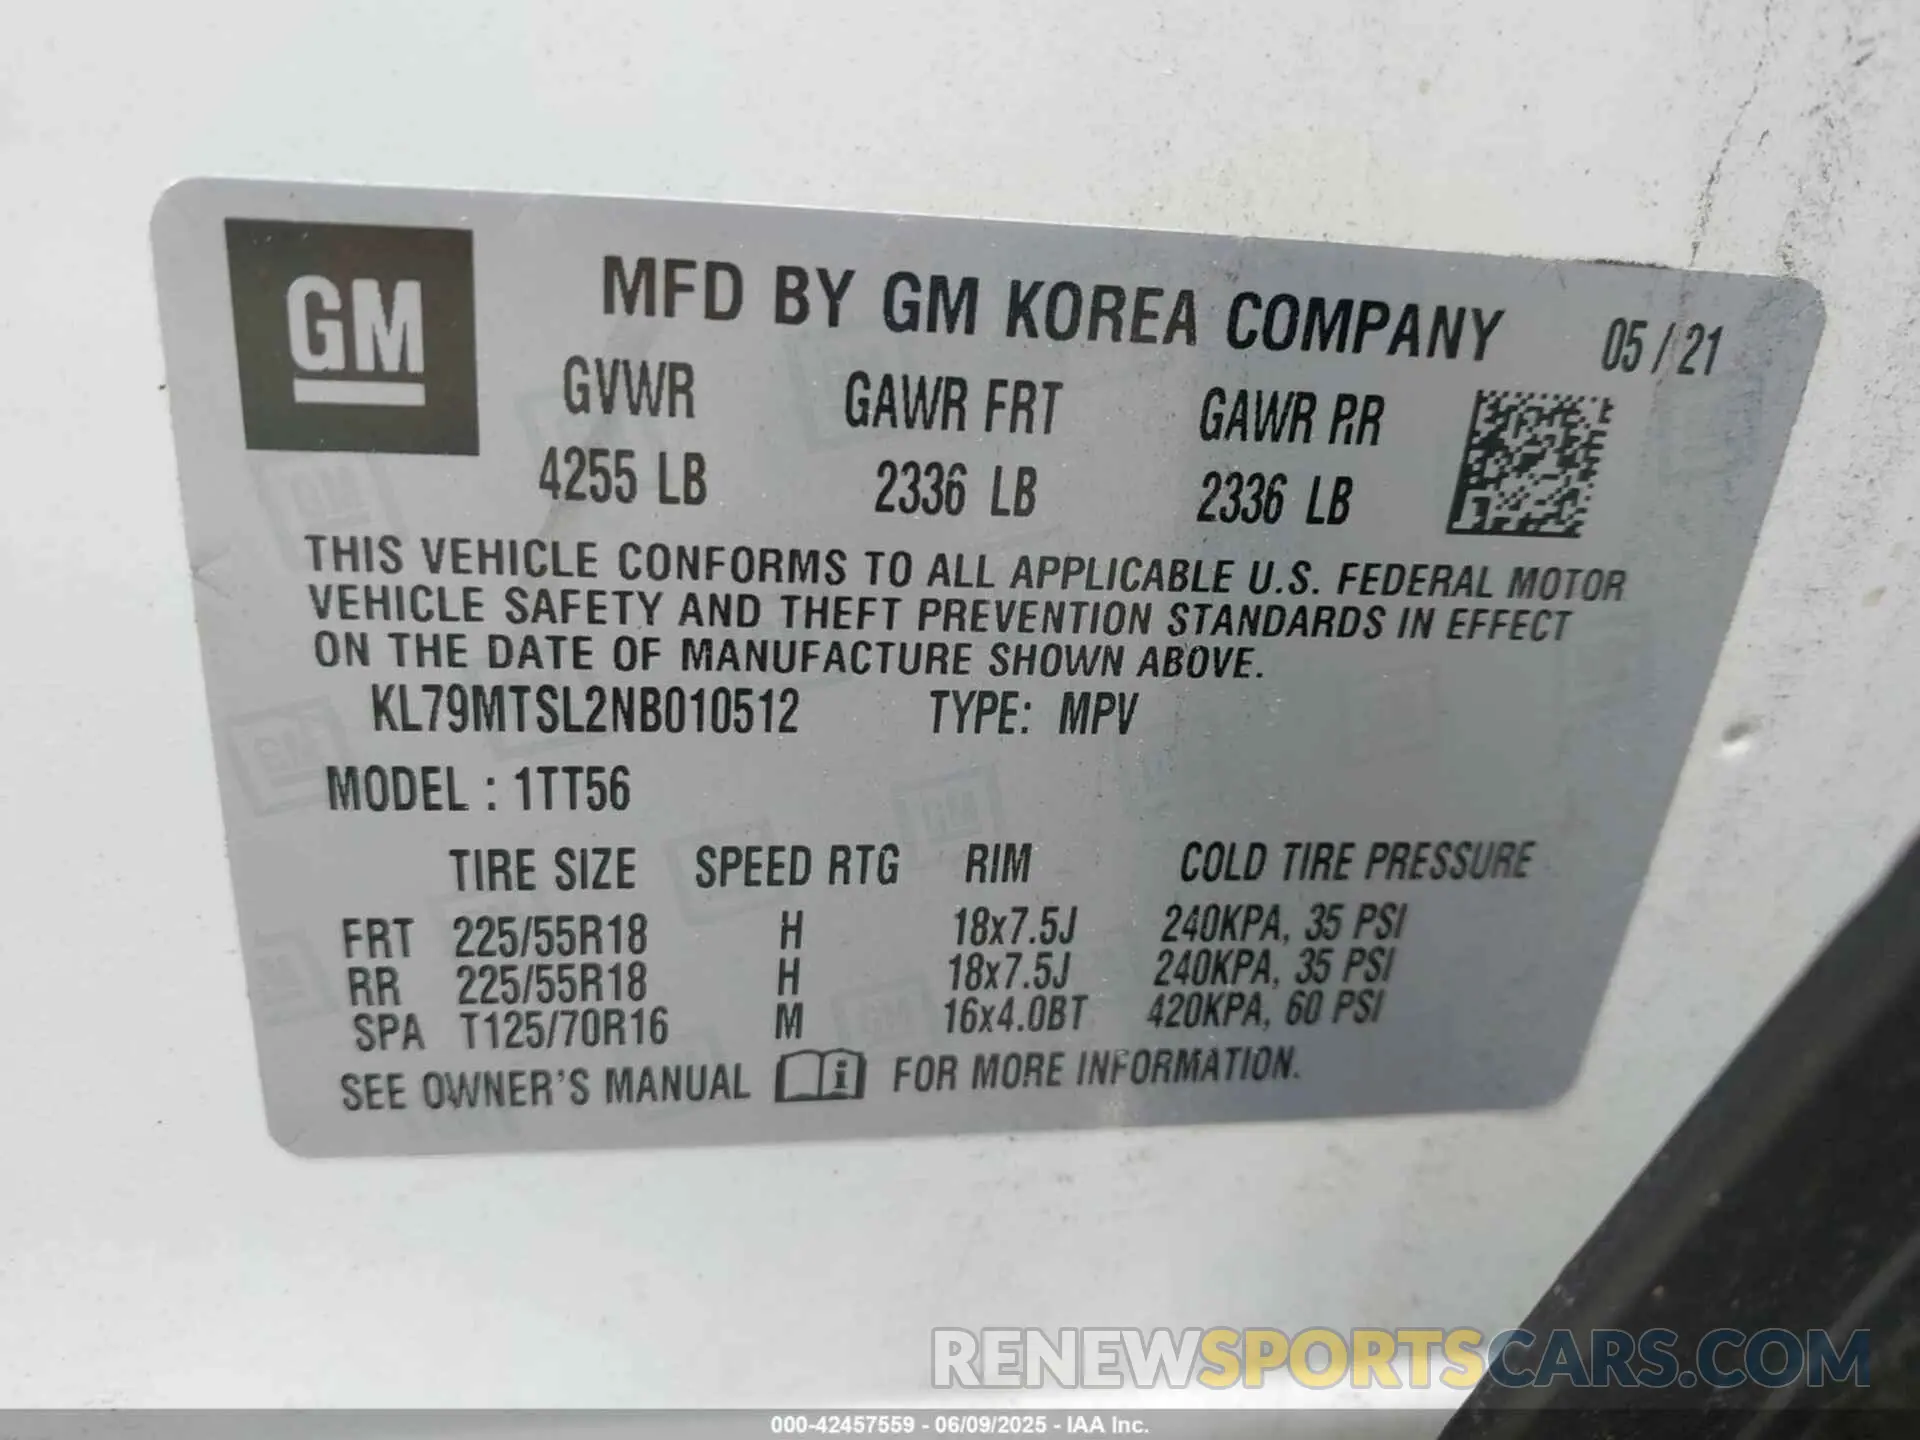 GM
MFD BY GM KOREA COMPANY 05 / 21
GVWR GAWR FRT GAWR RR
4255 LB 2336 LB 2336 LB
THIS VEHICLE CONFORMS TO ALL APPLICABLE U.S. FEDERAL MOTOR
VEHICLE SAFETY AND THEFT PREVENTION STANDARDS IN EFFECT
ON THE DATE OF MANUFACTURE SHOWN ABOVE.
KL79MTSL2NB010512 TYPE: MPV
MODEL : 1TT56
TIRE SIZE SPEED RTG RIM COLD TIRE PRESSURE
FRT 225/55R18 H 18x7.5J 240KPA, 35 PSI
RR 225/55R18 H 18x7.5J 240KPA, 35 PSI
SPA T125/70R16 M 16x4.0BT 420KPA, 60 PSI
SEE OWNER'S MANUAL i FOR MORE INFORMATION.
RENEWSPORTSCARS.COM
000-42457559 - 06/09/2025 - IAA Inc.